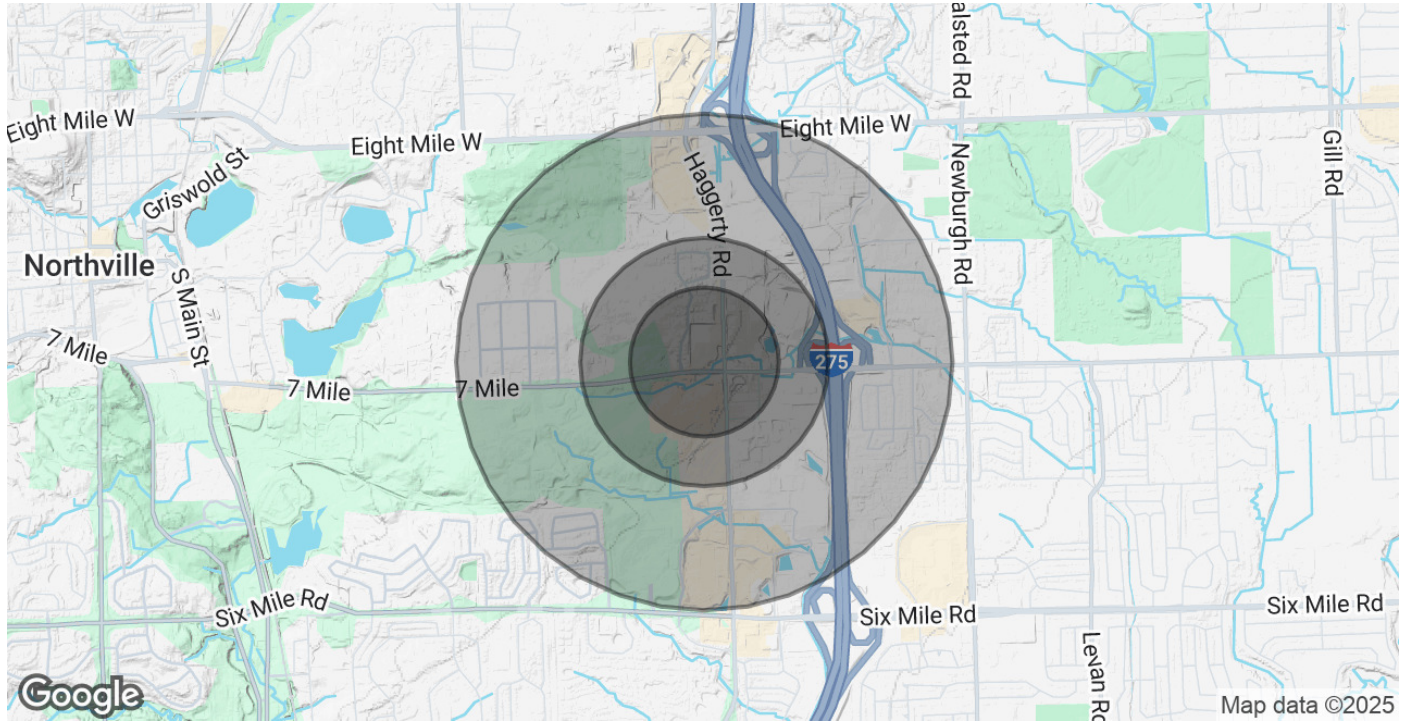 alsted Rd
Eight Mile W
Eight Mile W
Eight Mile W
Griswold St
Haggerty Rd
Newburgh Rd
Gill Rd
Northville
S Main St
7 Mile
7 Mile
7 Mile
275
Six Mile Rd
Six Mile Rd
Six Mile Rd
Levan Rd
Google
Map data ©2025